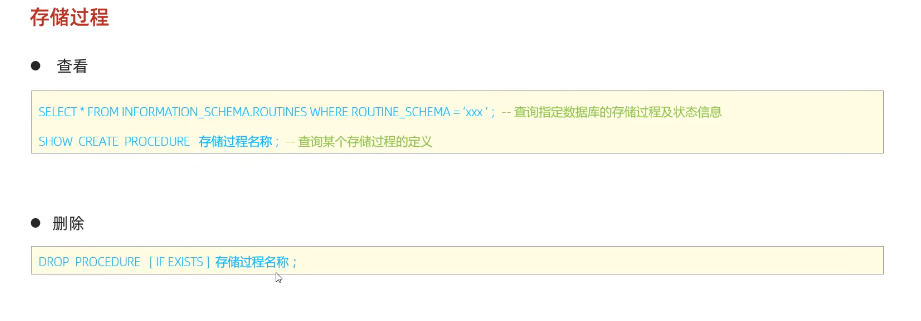 存储过程
查看
SELECT * FROM INFORMATION_SCHEMA.ROUTINES WHERE ROUTINE_SCHEMA = 'xxx ' ; -- 查询指定数据库的存储过程及状态信息
SHOW CREATE PROCEDURE 存储过程名称 ; -- 查询某个存储过程的定义
删除
DROP PROCEDURE [ IF EXISTS ] 存储过程名称 ;